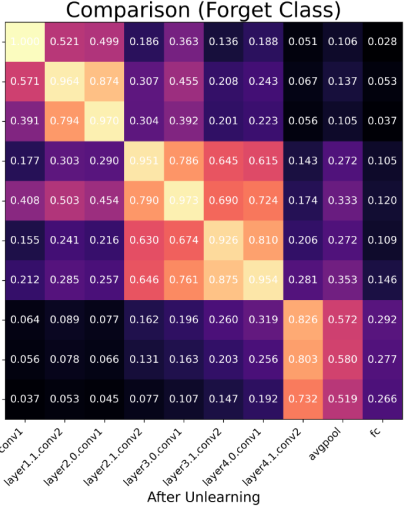 Comparison (Forget Class)
0.521 0.499 0.186 0.363 0.136 0.188 0.051 0.106 0.028
0.571 0.964 0.874 0.307 0.455 0.208 0.243 0.067 0.137 0.053
0.391 0.794 0.970 0.304 0.392 0.201 0.223 0.056 0.105 0.037
0.177 0.303 0.290 0.951 0.786 0.645 0.615 0.143 0.272 0.105
0.408 0.503 0.454 0.790 0.973 0.690 0.724 0.174 0.333 0.120
0.155 0.241 0.216 0.630 0.674 0.926 0.810 0.206 0.272 0.109
0.212 0.285 0.257 0.646 0.761 0.875 0.954 0.281 0.353 0.146
0.064 0.089 0.077 0.162 0.196 0.260 0.319 0.826 0.572 0.292
0.056 0.078 0.066 0.131 0.163 0.203 0.256 0.803 0.580 0.277
0.037 0.053 0.045 0.077 0.107 0.147 0.192 0.732 0.519 0.266
conv1 layer1.1.conv2 layer2.0.conv1 layer2.1.conv2 layer3.0.conv1 layer3.1.conv2 layer4.0.conv1 layer4.1.conv2 avgpool fc
After Unlearning